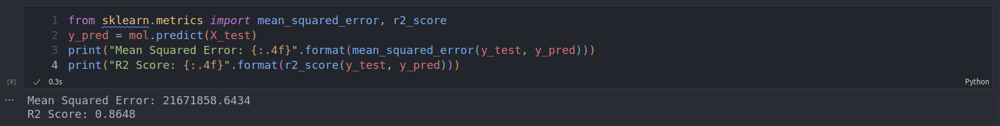 1 from sklearn.metrics import mean_squared_error, r2_score
2 y_pred = mol.predict(X_test)
3 print("Mean Squared Error: {:.4f}".format(mean_squared_error(y_test, y_pred)))
4 print("R2 Score: {:.4f}".format(r2_score(y_test, y_pred)))
[8] ✓ 0.3s Python
... Mean Squared Error: 21671858.6434
R2 Score: 0.8648